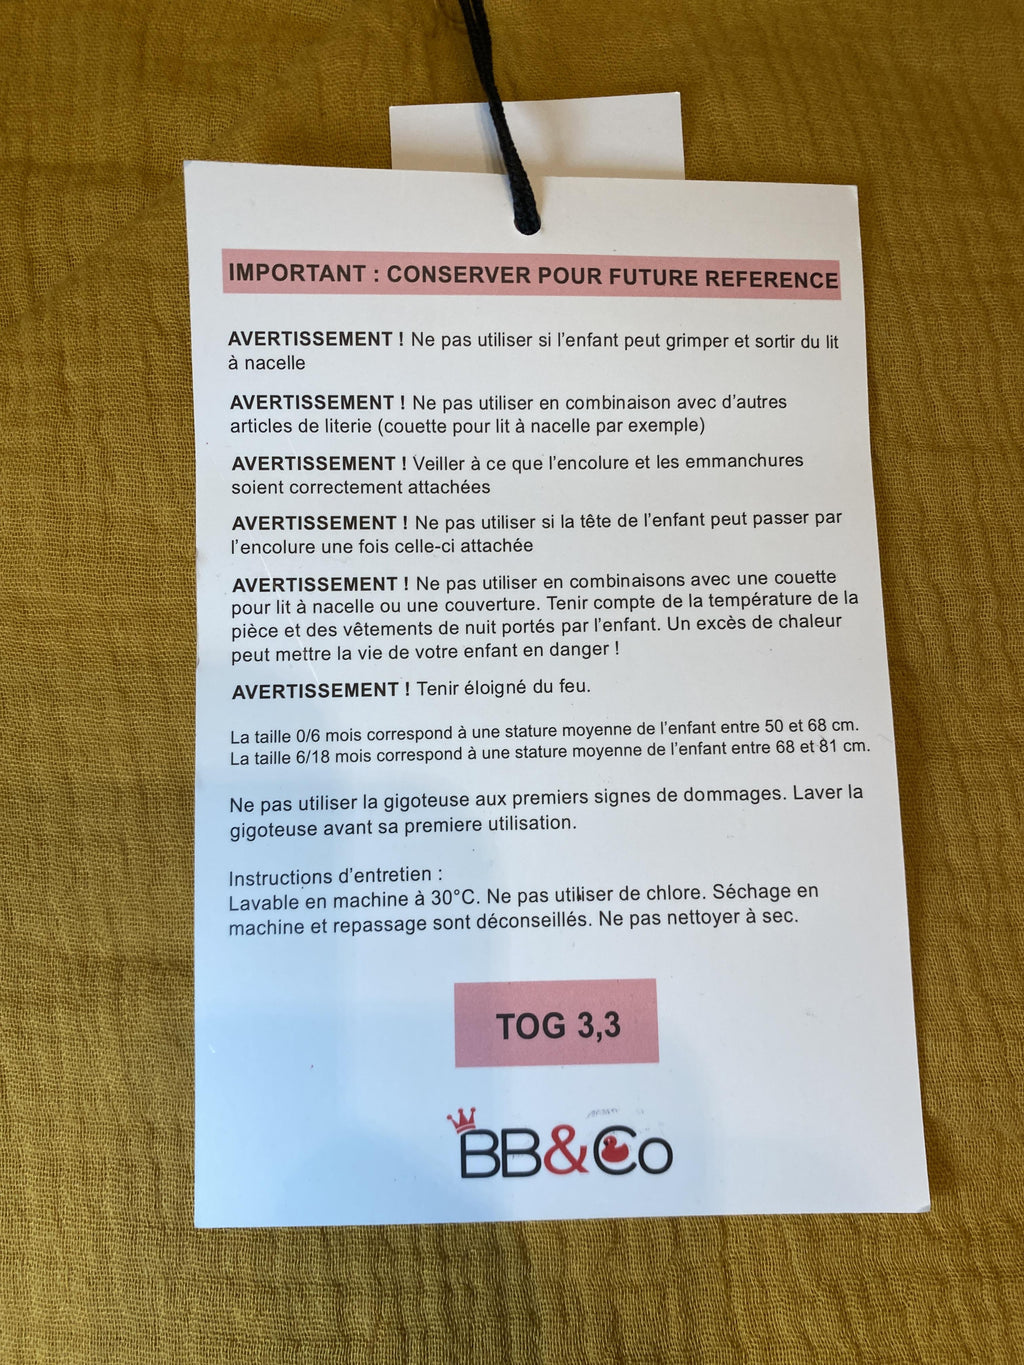 IMPORTANT : CONSERVER POUR FUTURE REFERENCE
AVERTISSEMENT ! Ne pas utiliser si l'enfant peut grimper et sortir du lit
à nacelle
AVERTISSEMENT ! Ne pas utiliser en combinaison avec d'autres
articles de literie (couette pour lit à nacelle par exemple)
AVERTISSEMENT ! Veiller à ce que l'encolure et les emmanchures
soient correctement attachées
AVERTISSEMENT ! Ne pas utiliser si la tête de l'enfant peut passer par
l'encolure une fois celle-ci attachée
AVERTISSEMENT ! Ne pas utiliser en combinaisons avec une couette
pour lit à nacelle ou une couverture. Tenir compte de la température de la
pièce et des vêtements de nuit portés par l'enfant. Un excès de chaleur
peut mettre la vie de votre enfant en danger !
AVERTISSEMENT ! Tenir éloigné du feu.
La taille 0/6 mois correspond à une stature moyenne de l'enfant entre 50 et 68 cm.
La taille 6/18 mois correspond à une stature moyenne de l'enfant entre 68 et 81 cm.
Ne pas utiliser la gigoteuse aux premiers signes de dommages. Laver la
gigoteuse avant sa premiere utilisation.
Instructions d'entretien :
Lavable en machine à 30°C. Ne pas utiliser de chlore. Séchage en
machine et repassage sont déconseillés. Ne pas nettoyer à sec.
TOG 3,3
BB&Co